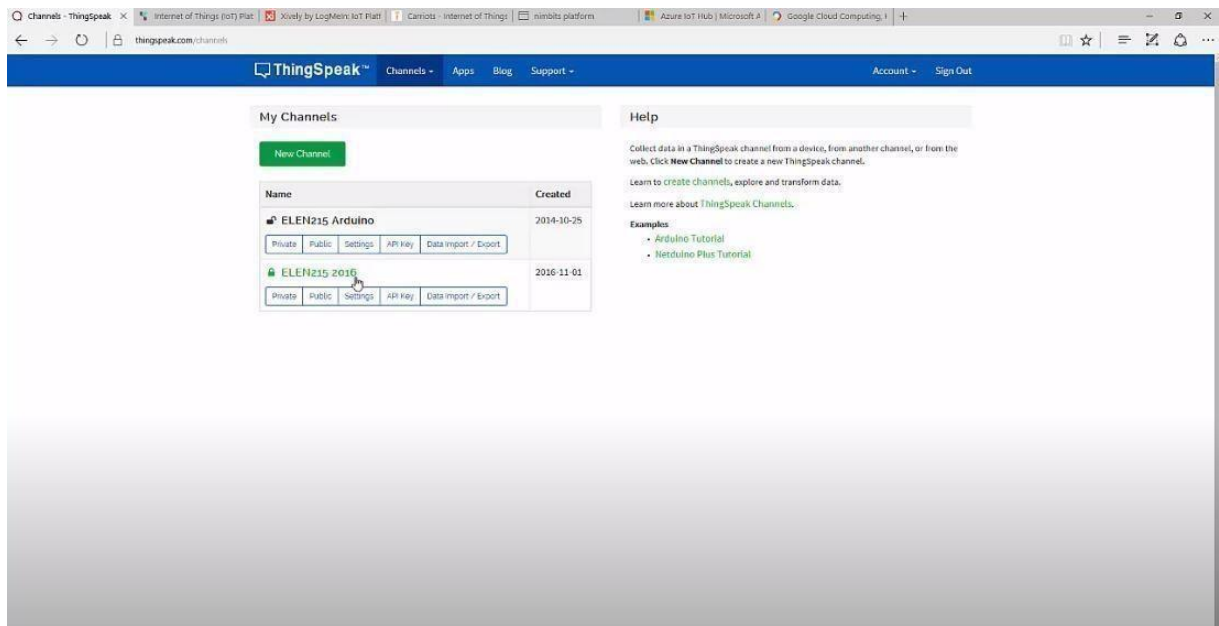 Channels - ThingSpeak
Internet of Things (IoT) Plat
Xively by LogMein: IoT Platf
Carriots - Internet of Things
nimbits platform
Azure IoT Hub | Microsoft A
Google Cloud Computing, H
thingspeak.com/channels
ThingSpeak™ Channels Apps Blog Support Account Sign Out
My Channels
New Channel
Name Created
ELEN215 Arduino 2014-10-25
Private Public Settings API Key Data Import / Export
ELEN215 2016 2016-11-01
Private Public Settings API Key Data Import / Export
Help
Collect data in a ThingSpeak channel from a device, from another channel, or from the
web. Click New Channel to create a new ThingSpeak channel.
Learn to create channels, explore and transform data.
Learn more about ThingSpeak Channels.
Examples
Arduino Tutorial
Netduino Plus Tutorial